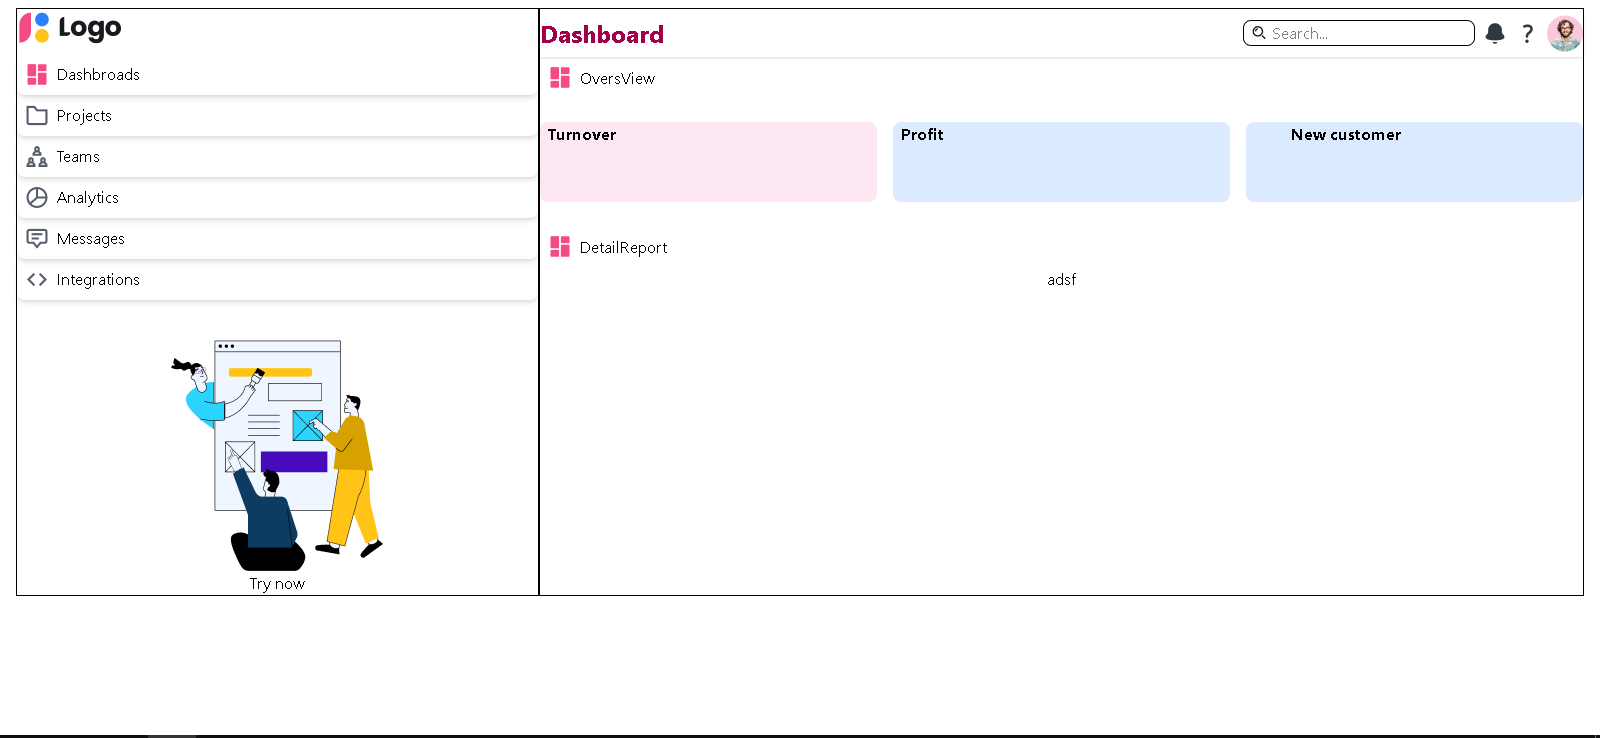 Logo
Dashbroads
Projects
Teams
Analytics
Messages
Integrations
Try now
Dashboard
Search...
?
OversView
Turnover
Profit
New customer
DetailReport
adsf